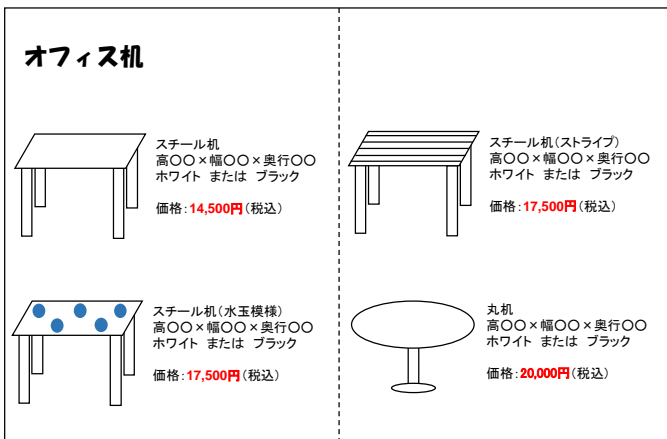 オフィス机
スチール机
高〇〇×幅〇〇×奥行〇〇
ホワイト または ブラック
価格：14,500円（税込）
スチール机（ストライプ）
高〇〇×幅〇〇×奥行〇〇
ホワイト または ブラック
価格：17,500円（税込）
スチール机（水玉模様）
高〇〇×幅〇〇×奥行〇〇
ホワイト または ブラック
価格：17,500円（税込）
丸机
高〇〇×幅〇〇×奥行〇〇
ホワイト または ブラック
価格：20,000円（税込）